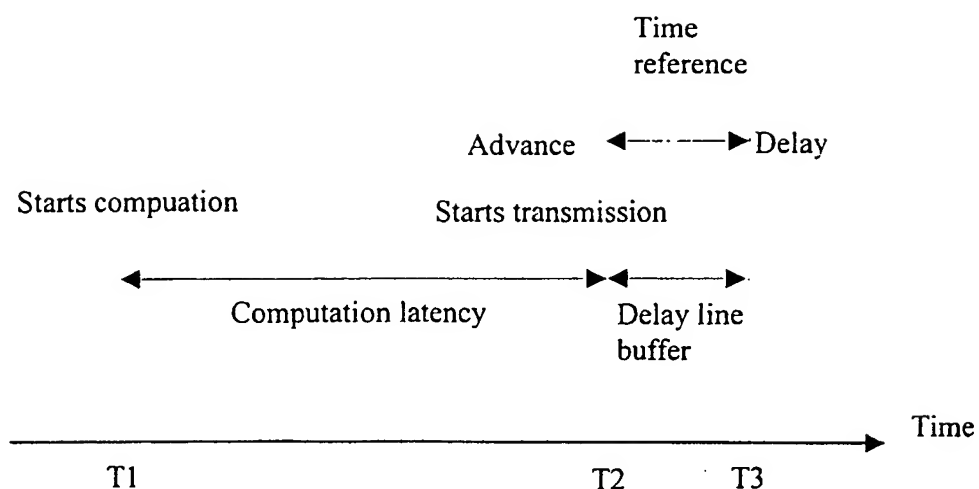 Time
reference
Advance
Delay
Starts compuation
Starts transmission
Computation latency
Delay line
buffer
Time
T1
T2
T3